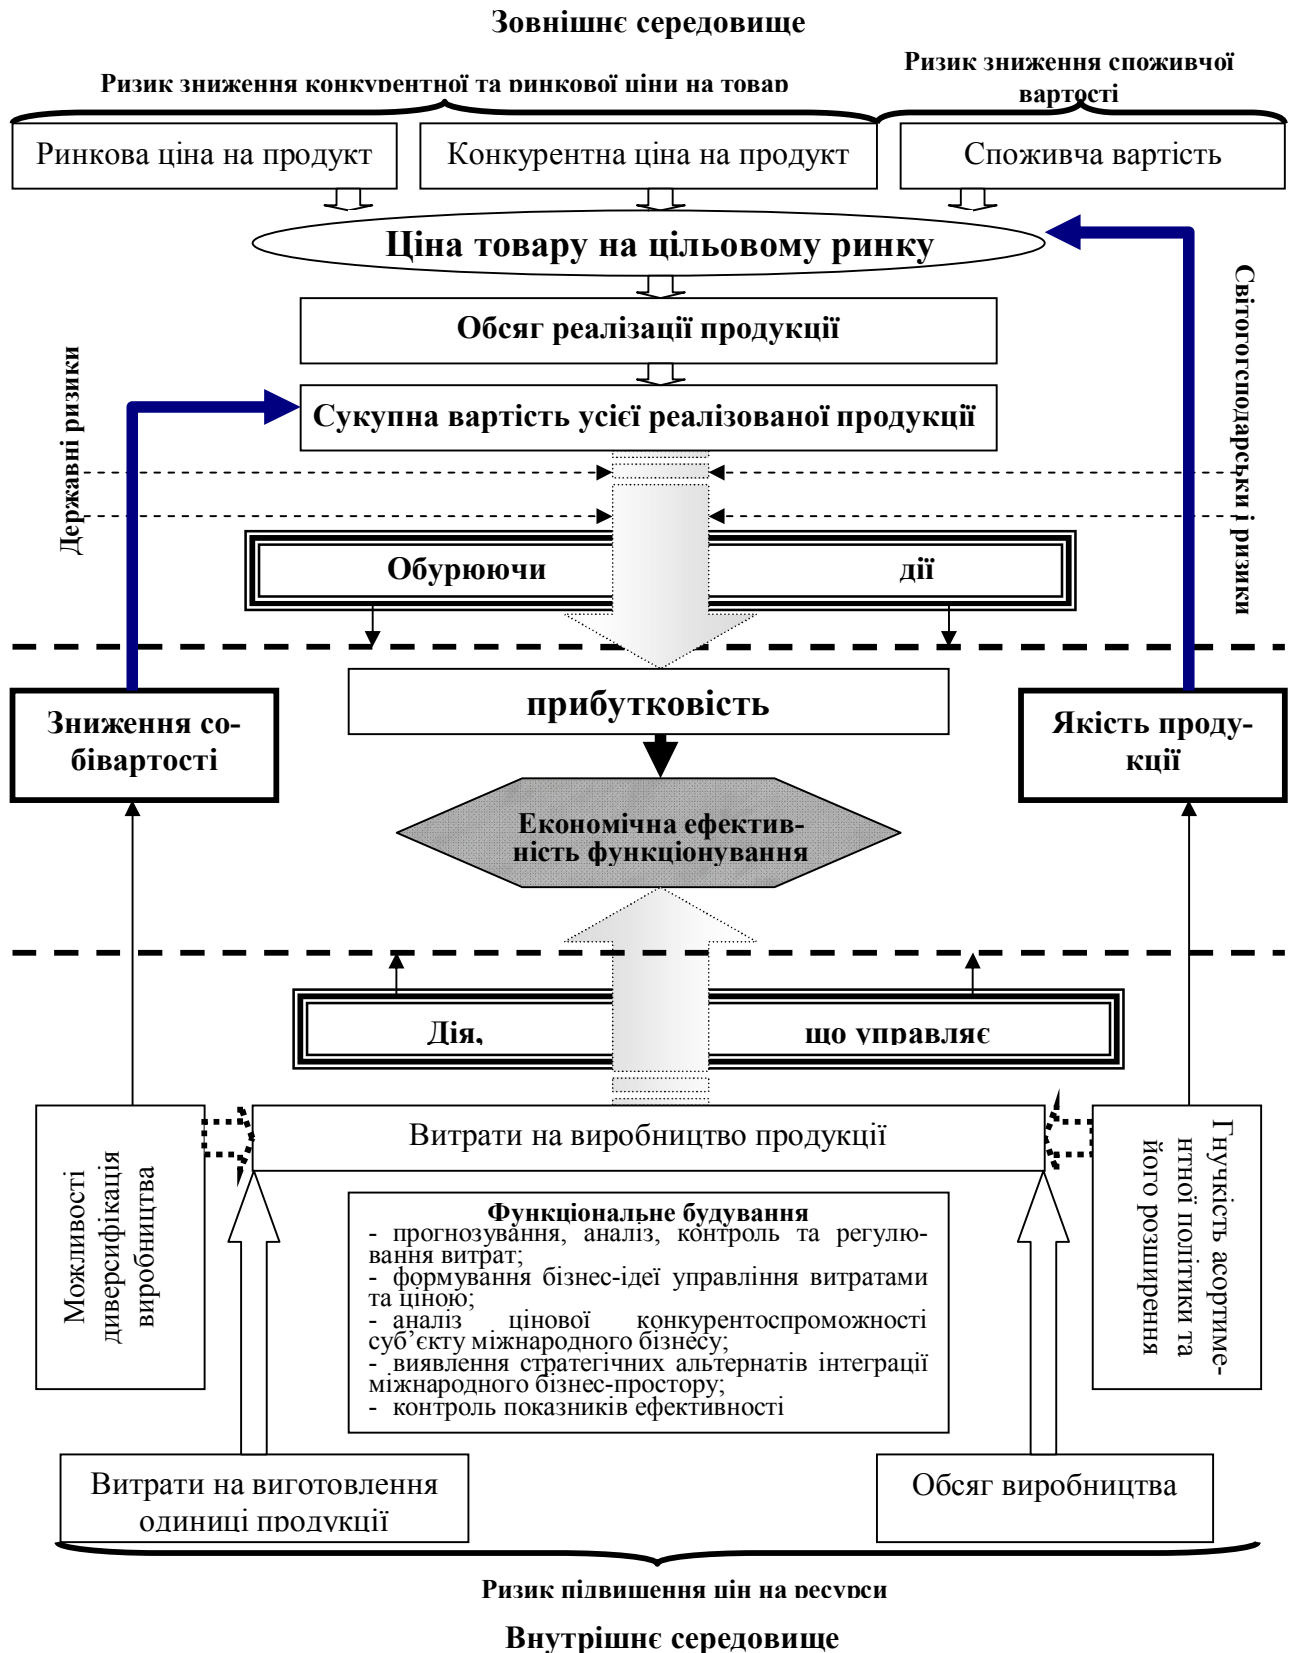 Зовнішнє середовище
Ризик зниження конкурентної та ринкової ціни на товар
Ризик зниження споживчої
вартості
Ринкова ціна на продукт
Конкурентна ціна на продукт
Споживча вартість
Ціна товару на цільовому ринку
Обсяг реалізації продукції
Сукупна вартість усієї реалізованої продукції
Державні ризики
Світогогсподарськи і ризики
Обурюючи дії
прибутковість
Зниження со-
бівартості
Якість проду-
кції
Економічна ефектив-
ність функціонування
Дія, що управляє
Витрати на виробництво продукції
Можливості
диверсифікація
виробництва
Гнучкість асортиме-
нтної політики та
його розширення
Функціональне будування
- прогнозування, аналіз, контроль та регулю-
вання витрат;
- формування бізнес-ідеї управління витратами
та ціною;
- аналіз цінової конкурентоспроможності
суб’єкту міжнародного бізнесу;
- виявлення стратегічних альтернатів інтеграції
міжнародного бізнес-простору;
- контроль показників ефективності
Витрати на виготовлення
одиниці продукції
Обсяг виробництва
Ризик підвищення цін на ресурси
Внутрішнє середовище